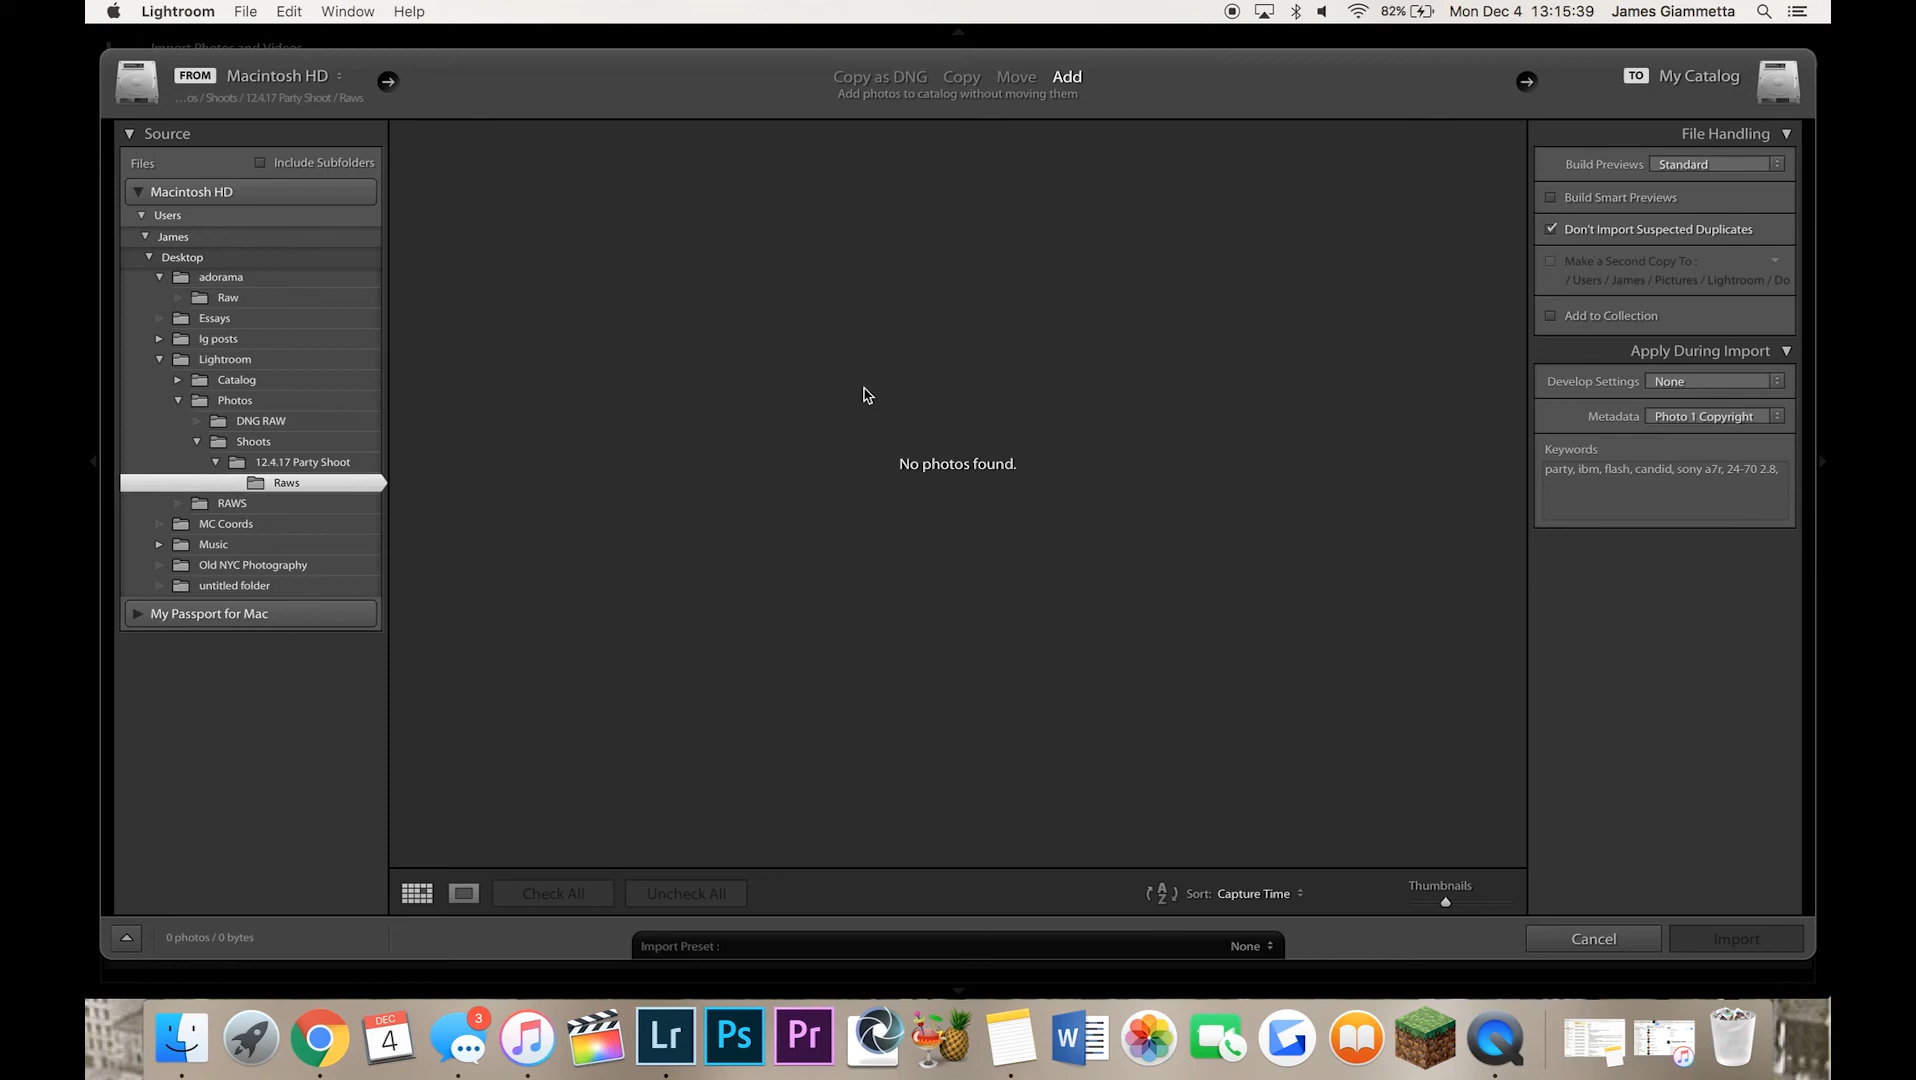 Lightroom File Edit Window Help 82% Mon Dec 4 13:15:39 James Giammetta
Import Photos and Videos
FROM Macintosh HD
...os / Shoots / 12.4.17 Party Shoot / Raws
Copy as DNG Copy Move Add
Add photos to catalog without moving them
TO My Catalog
Source
Files Include Subfolders
Macintosh HD
Users
James
Desktop
adorama
Raw
Essays
Ig posts
Lightroom
Catalog
Photos
DNG RAW
Shoots
12.4.17 Party Shoot
Raws
RAWS
MC Coords
Music
Old NYC Photography
untitled folder
My Passport for Mac
No photos found.
File Handling
Build Previews Standard
Build Smart Previews
Don't Import Suspected Duplicates
Make a Second Copy To :
/ Users / James / Pictures / Lightroom / Do
Add to Collection
Apply During Import
Develop Settings None
Metadata Photo 1 Copyright
Keywords
party, ibm, flash, candid, sony a7r, 24-70 2.8,
Check All Uncheck All
AZ Sort: Capture Time
Thumbnails
0 photos / 0 bytes
Import Preset : None
Cancel Import
DEC
4
3
Lr Ps Pr W